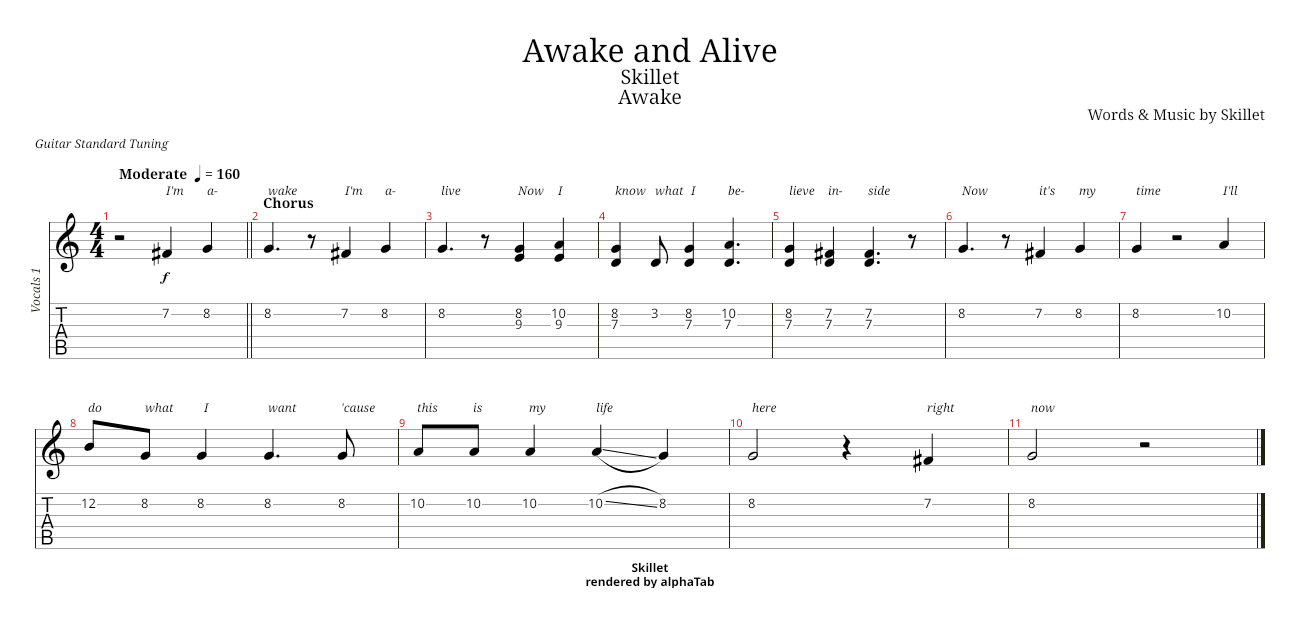 Awake and Alive
Skillet
Awake
Words & Music by Skillet
Guitar Standard Tuning
Moderate ♩ = 160
I'm a- wake I'm a- live Now I know what I be- lieve in- side Now it's my time I'll
Chorus
1 2 3 4 5 6 7
4
4
f
Vocals 1
T 7 8 8 7 8 8 8 10 8 3 8 10 8 7 7 8 7 8 8 10
A 9 9 7 7 7 7 7 7
B
do what I want 'cause this is my life here right now
8 9 10 11
T 12 8 8 8 8 10 10 10 10 8 8 7 8
A
B
Skillet
rendered by alphaTab